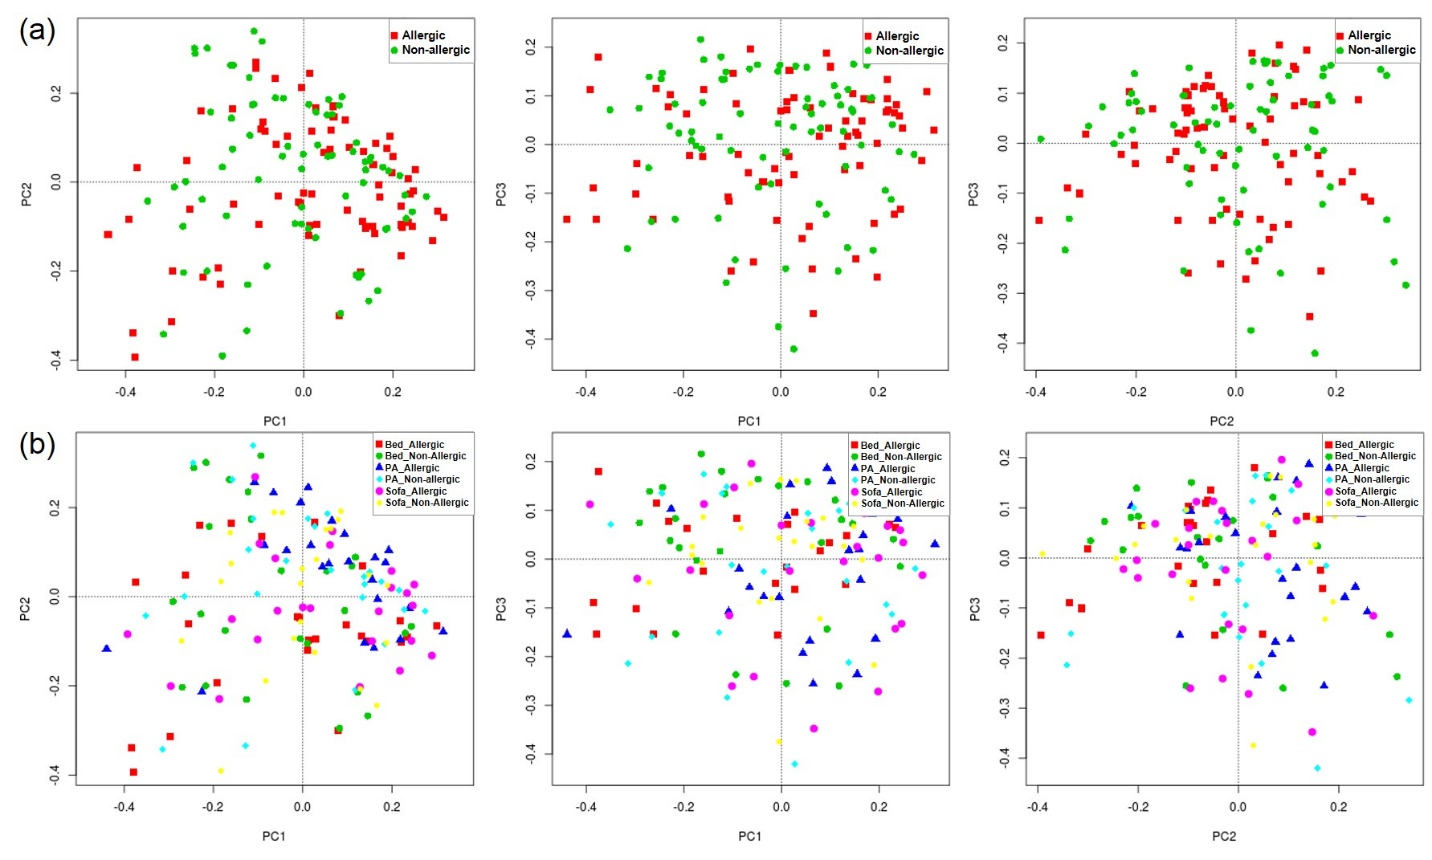 (a)
Allergic
Non-allergic
PC2
0.2
0.0
-0.2
-0.4
-0.4
-0.2
0.0
0.2
PC1
Allergic
Non-allergic
PC3
0.2
0.1
0.0
-0.1
-0.2
-0.3
-0.4
-0.4
-0.2
0.0
0.2
PC1
Allergic
Non-allergic
PC3
0.2
0.1
0.0
-0.1
-0.2
-0.3
-0.4
-0.4
-0.2
0.0
0.2
PC2
(b)
Bed_Allergic
Bed_Non-Allergic
PA_Allergic
PA_Non-allergic
Sofa_Allergic
Sofa_Non-Allergic
PC2
0.2
0.0
-0.2
-0.4
-0.4
-0.2
0.0
0.2
PC1
Bed_Allergic
Bed_Non-Allergic
PA_Allergic
PA_Non-allergic
Sofa_Allergic
Sofa_Non-Allergic
PC3
0.2
0.1
0.0
-0.1
-0.2
-0.3
-0.4
-0.4
-0.2
0.0
0.2
PC1
Bed_Allergic
Bed_Non-Allergic
PA_Allergic
PA_Non-allergic
Sofa_Allergic
Sofa_Non-Allergic
PC3
0.2
0.1
0.0
-0.1
-0.2
-0.3
-0.4
-0.4
-0.2
0.0
0.2
PC2